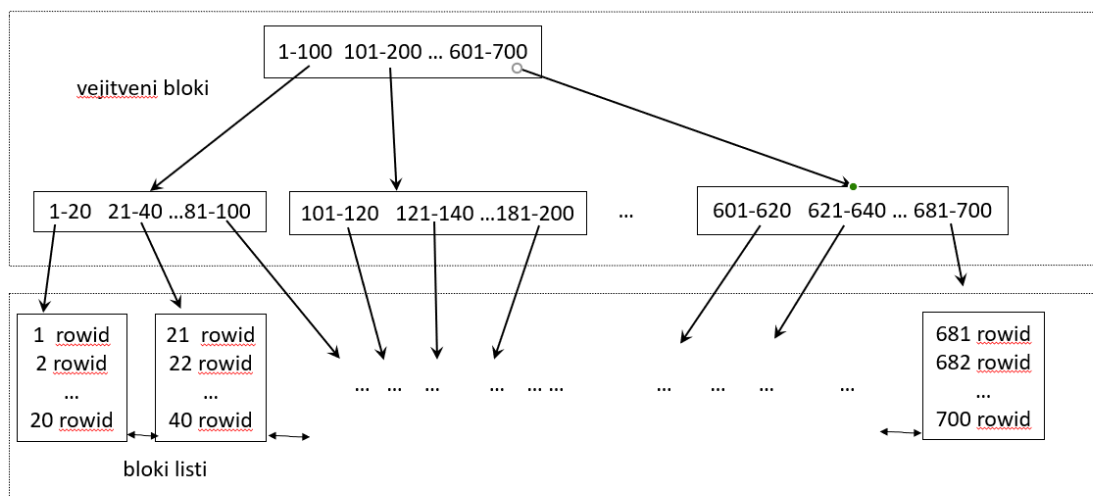 1-100 101-200 ... 601-700
vejitveni bloki
1-20 21-40 ...81-100
101-120 121-140 ...181-200
...
601-620 621-640 ... 681-700
1 rowid
2 rowid
...
20 rowid
21 rowid
22 rowid
...
40 rowid
... ... ... ... ... ... ... ... ... ...
681 rowid
682 rowid
...
700 rowid
bloki listi